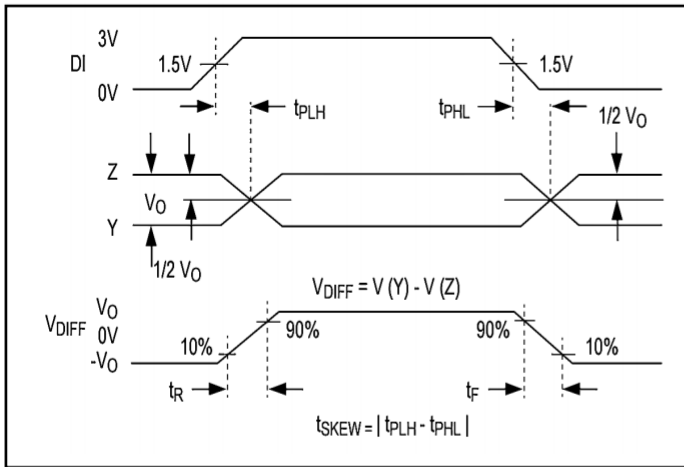 3V
DI
1.5V
1.5V
0V
tPLH
tPHL
1/2 VO
Z
VO
Y
1/2 VO
VDIFF = V (Y) - V (Z)
VO
VDIFF
0V
-VO
10%
90%
90%
10%
tR
tF
tSKEW = | tPLH - tPHL |